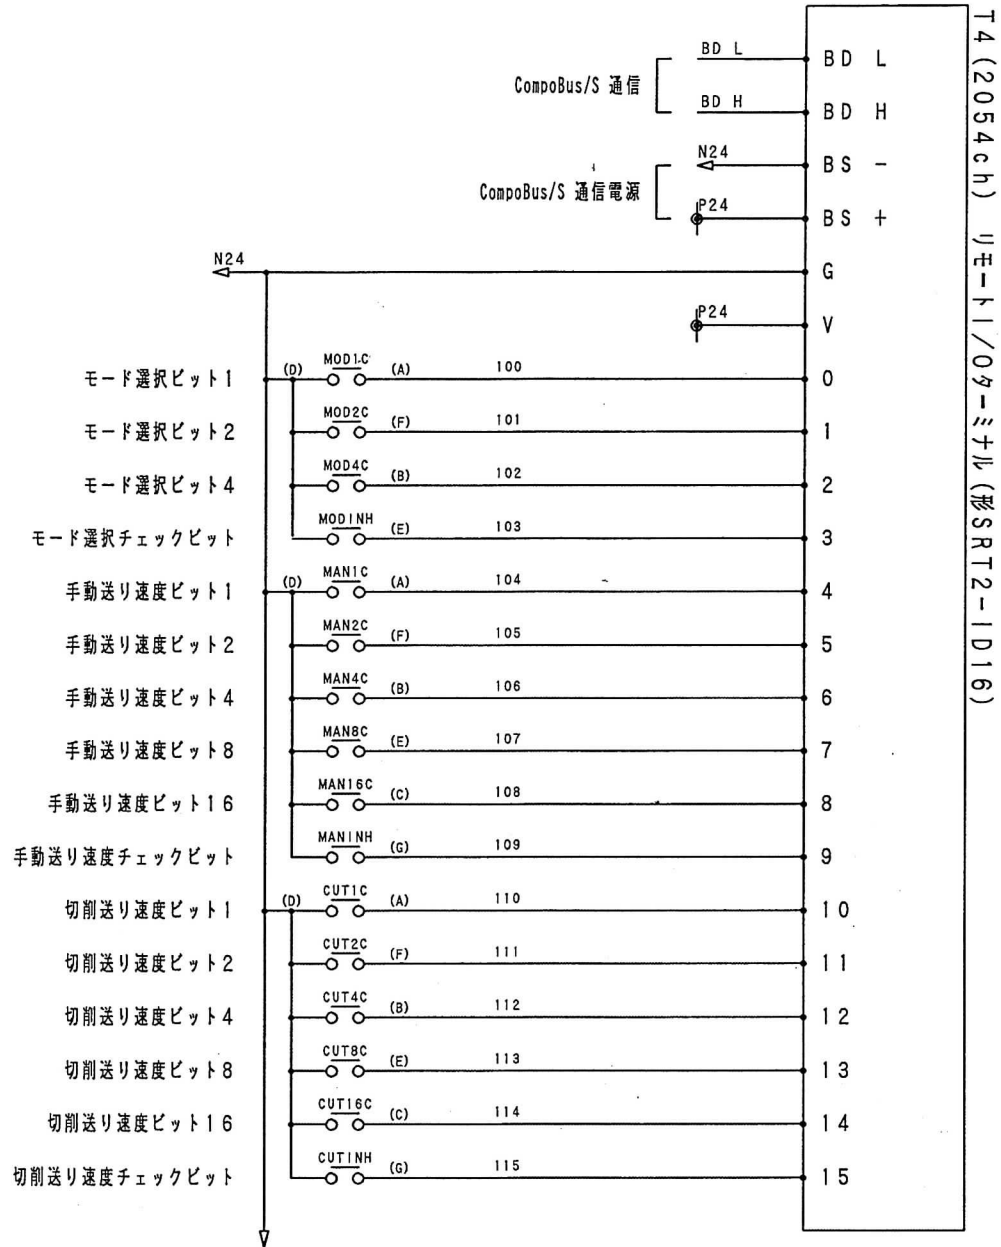 T4 (2054ch) リモートI/Oターミナル (形SRT2-ID16)
BD L BD L
CompoBus/S 通信
BD H BD H
N24 BS -
CompoBus/S 通信電源
P24 BS +
N24 G
P24 V
モード選択ビット1 (D) MOD1C (A) 100 0
モード選択ビット2 MOD2C (F) 101 1
モード選択ビット4 MOD4C (B) 102 2
モード選択チェックビット MODINH (E) 103 3
手動送り速度ビット1 (D) MAN1C (A) 104 4
手動送り速度ビット2 MAN2C (F) 105 5
手動送り速度ビット4 MAN4C (B) 106 6
手動送り速度ビット8 MAN8C (E) 107 7
手動送り速度ビット16 MAN16C (C) 108 8
手動送り速度チェックビット MANINH (G) 109 9
切削送り速度ビット1 (D) CUT1C (A) 110 10
切削送り速度ビット2 CUT2C (F) 111 11
切削送り速度ビット4 CUT4C (B) 112 12
切削送り速度ビット8 CUT8C (E) 113 13
切削送り速度ビット16 CUT16C (C) 114 14
切削送り速度チェックビット CUTINH (G) 115 15